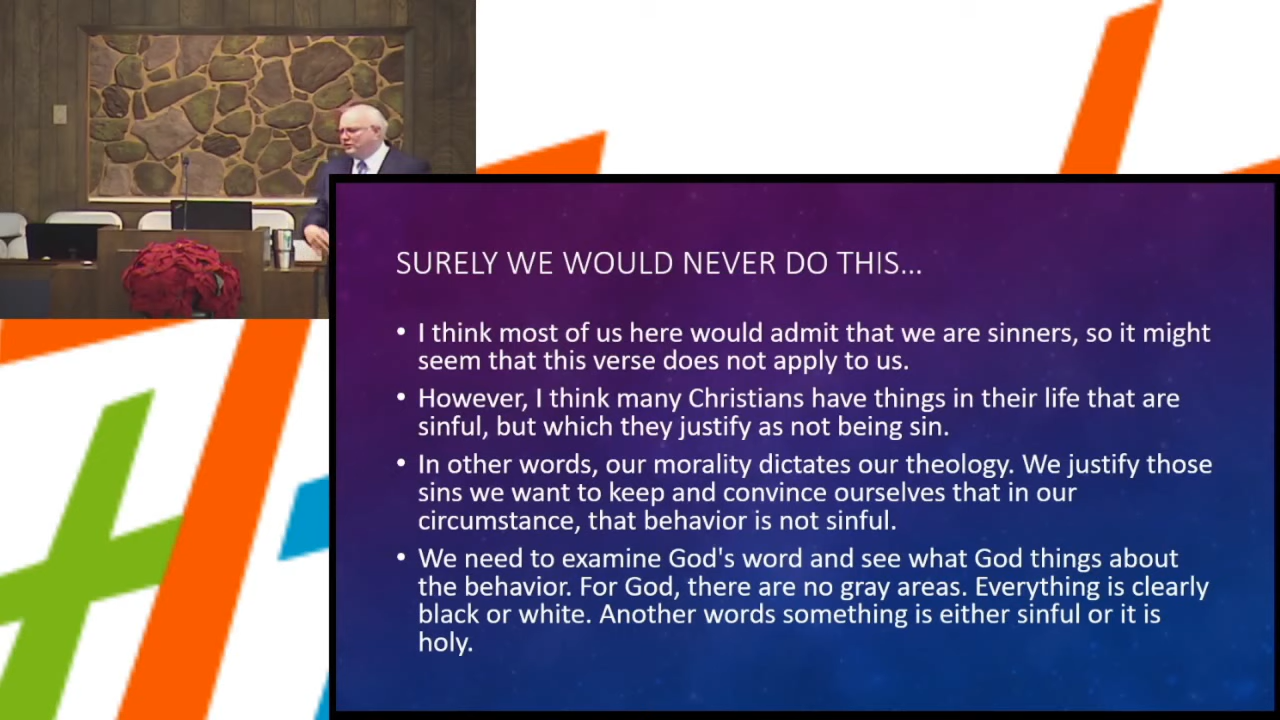 SURELY WE WOULD NEVER DO THIS…
• I think most of us here would admit that we are sinners, so it might
seem that this verse does not apply to us.
• However, I think many Christians have things in their life that are
sinful, but which they justify as not being sin.
• In other words, our morality dictates our theology. We justify those
sins we want to keep and convince ourselves that in our
circumstance, that behavior is not sinful.
• We need to examine God's word and see what God things about
the behavior. For God, there are no gray areas. Everything is clearly
black or white. Another words something is either sinful or it is
holy.